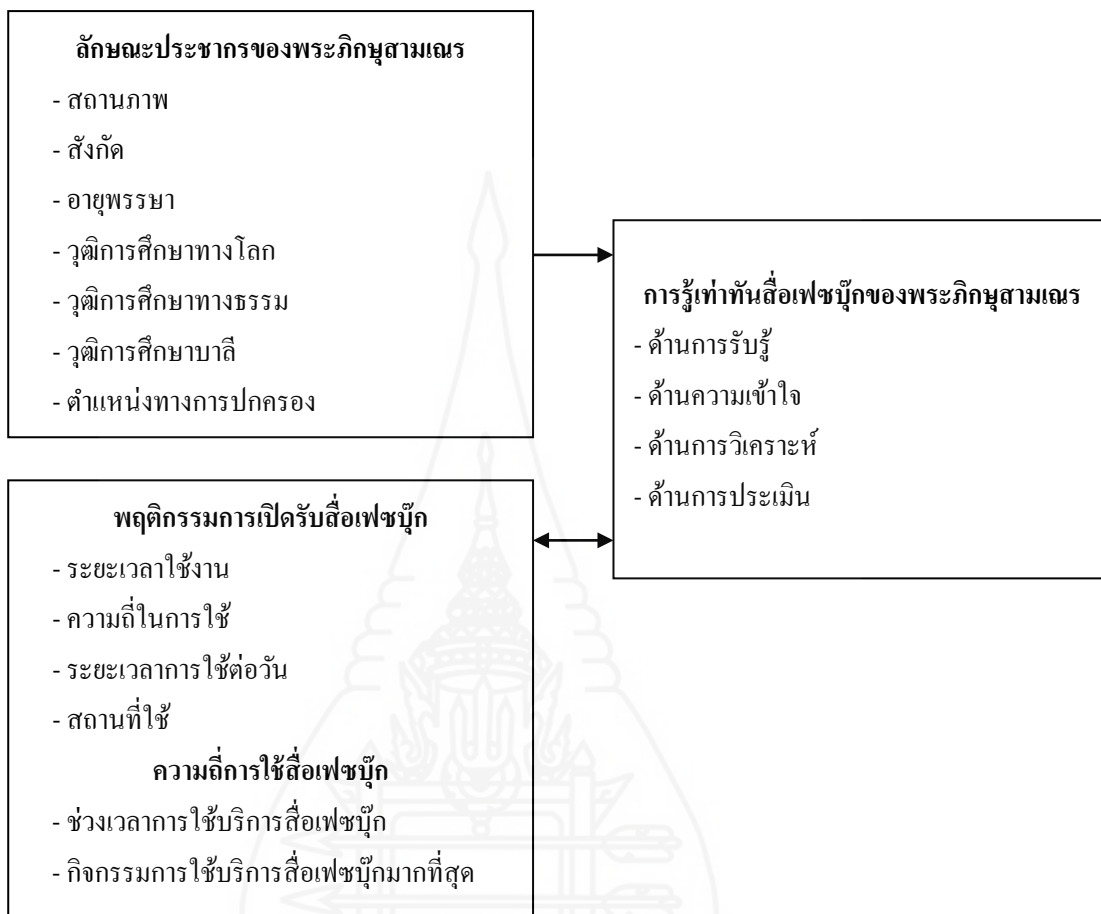 ลักษณะประชากรของพระภิกษุสามเณร
- สถานภาพ
- สังกัด
- อายุพรรษา
- วุฒิการศึกษาทางโลก
- วุฒิการศึกษาทางธรรม
- วุฒิการศึกษาบาลี
- ตำแหน่งทางการปกครอง
การรู้เท่าทันสื่อเฟซบุ๊กของพระภิกษุสามเณร
- ด้านการรับรู้
- ด้านความเข้าใจ
- ด้านการวิเคราะห์
- ด้านการประเมิน
พฤติกรรมการเปิดรับสื่อเฟซบุ๊ก
- ระยะเวลาใช้งาน
- ความถี่ในการใช้
- ระยะเวลาการใช้ต่อวัน
- สถานที่ใช้
ความถี่การใช้สื่อเฟซบุ๊ก
- ช่วงเวลาการใช้บริการสื่อเฟซบุ๊ก
- กิจกรรมการใช้บริการสื่อเฟซบุ๊กมากที่สุด